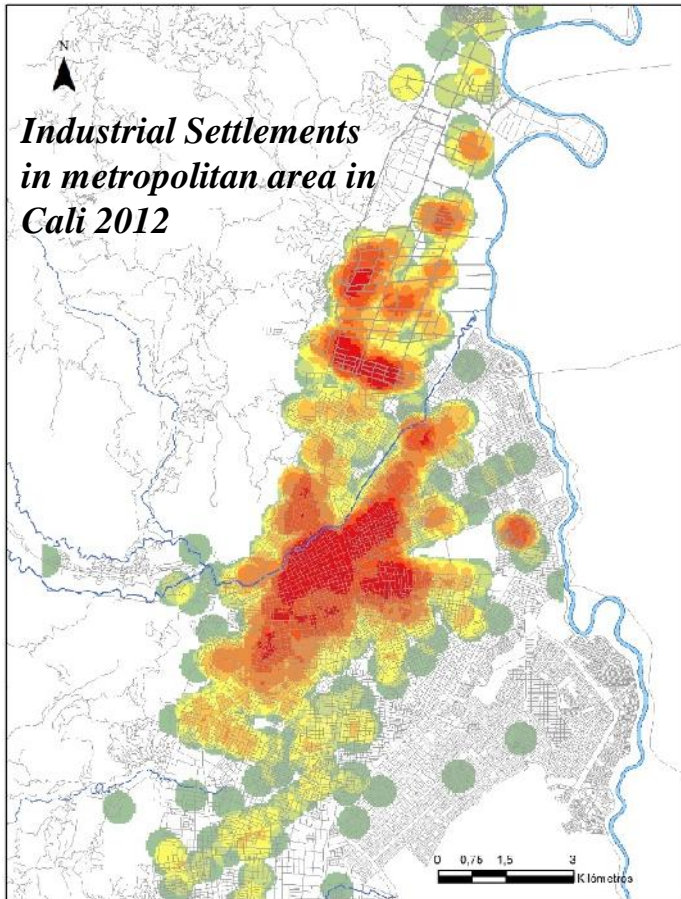 N
Industrial Settlements
in metropolitan area in
Cali 2012
0 0,75 1,5 3
Kilómetros